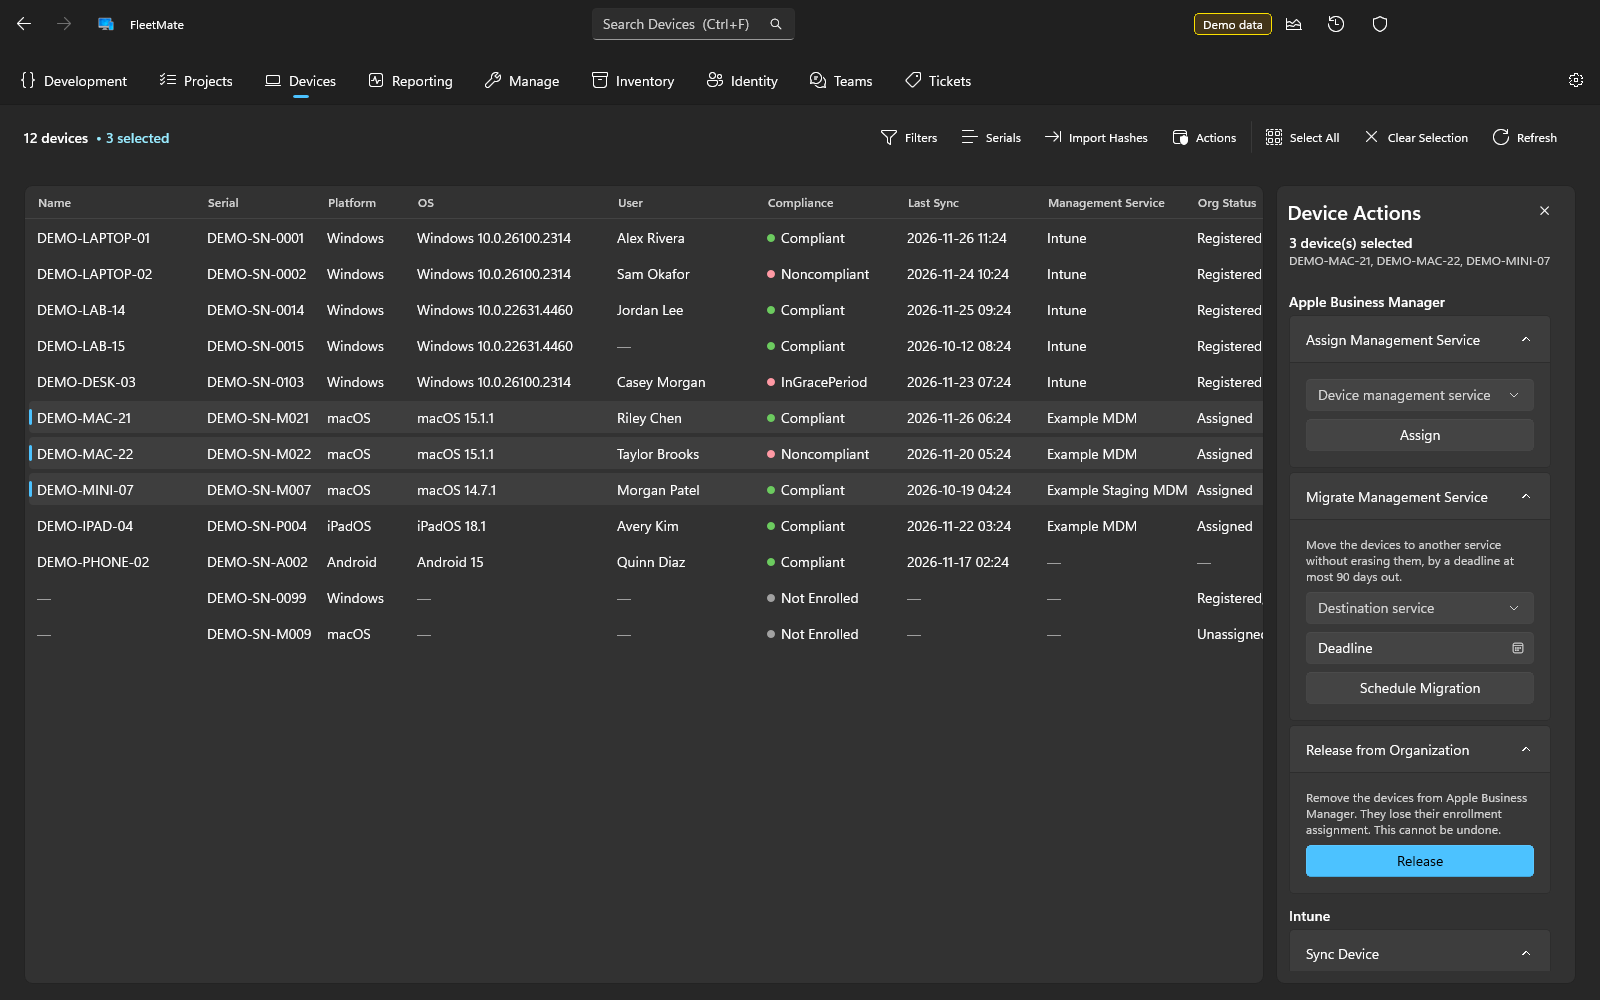 FleetMate
Search Devices (Ctrl+F)
Demo data
Development
Projects
Devices
Reporting
Manage
Inventory
Identity
Teams
Tickets
12 devices • 3 selected
Filters
Serials
Import Hashes
Actions
Select All
Clear Selection
Refresh
Name Serial Platform OS User Compliance Last Sync Management Service Org Status
DEMO-LAPTOP-01 DEMO-SN-0001 Windows Windows 10.0.26100.2314 Alex Rivera Compliant 2026-11-26 11:24 Intune Registered
DEMO-LAPTOP-02 DEMO-SN-0002 Windows Windows 10.0.26100.2314 Sam Okafor Noncompliant 2026-11-24 10:24 Intune Registered
DEMO-LAB-14 DEMO-SN-0014 Windows Windows 10.0.22631.4460 Jordan Lee Compliant 2026-11-25 09:24 Intune Registered
DEMO-LAB-15 DEMO-SN-0015 Windows Windows 10.0.22631.4460 — Compliant 2026-10-12 08:24 Intune Registered
DEMO-DESK-03 DEMO-SN-0103 Windows Windows 10.0.26100.2314 Casey Morgan InGracePeriod 2026-11-23 07:24 Intune Registered
DEMO-MAC-21 DEMO-SN-M021 macOS macOS 15.1.1 Riley Chen Compliant 2026-11-26 06:24 Example MDM Assigned
DEMO-MAC-22 DEMO-SN-M022 macOS macOS 15.1.1 Taylor Brooks Noncompliant 2026-11-20 05:24 Example MDM Assigned
DEMO-MINI-07 DEMO-SN-M007 macOS macOS 14.7.1 Morgan Patel Compliant 2026-10-19 04:24 Example Staging MDM Assigned
DEMO-IPAD-04 DEMO-SN-P004 iPadOS iPadOS 18.1 Avery Kim Compliant 2026-11-22 03:24 Example MDM Assigned
DEMO-PHONE-02 DEMO-SN-A002 Android Android 15 Quinn Diaz Compliant 2026-11-17 02:24 — —
— DEMO-SN-0099 Windows — — Not Enrolled — — Registered,
— DEMO-SN-M009 macOS — — Not Enrolled — — Unassigne
Device Actions
3 device(s) selected
DEMO-MAC-21, DEMO-MAC-22, DEMO-MINI-07
Apple Business Manager
Assign Management Service
Device management service
Assign
Migrate Management Service
Move the devices to another service
without erasing them, by a deadline at
most 90 days out.
Destination service
Deadline
Schedule Migration
Release from Organization
Remove the devices from Apple Business
Manager. They lose their enrollment
assignment. This cannot be undone.
Release
Intune
Sync Device